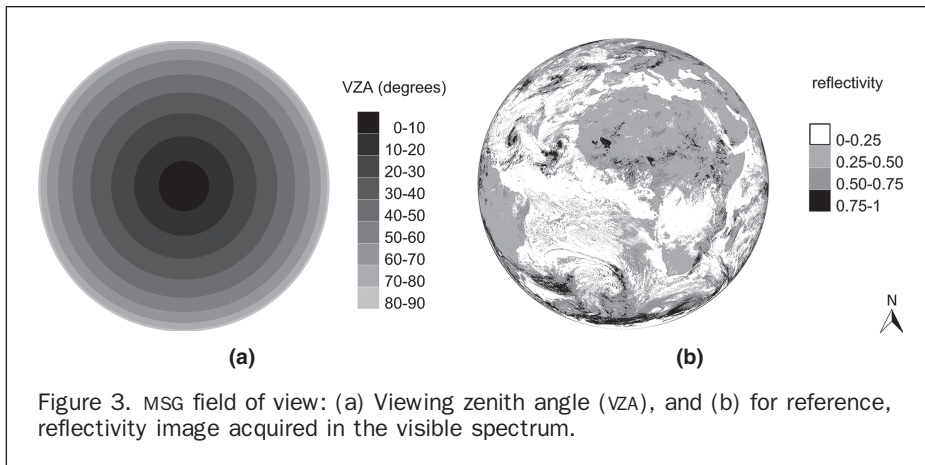 VZA (degrees)
0-10
10-20
20-30
30-40
40-50
50-60
60-70
70-80
80-90
(a)
reflectivity
0-0.25
0.25-0.50
0.50-0.75
0.75-1
N
(b)
Figure 3. MSG field of view: (a) Viewing zenith angle (VZA), and (b) for reference,
reflectivity image acquired in the visible spectrum.